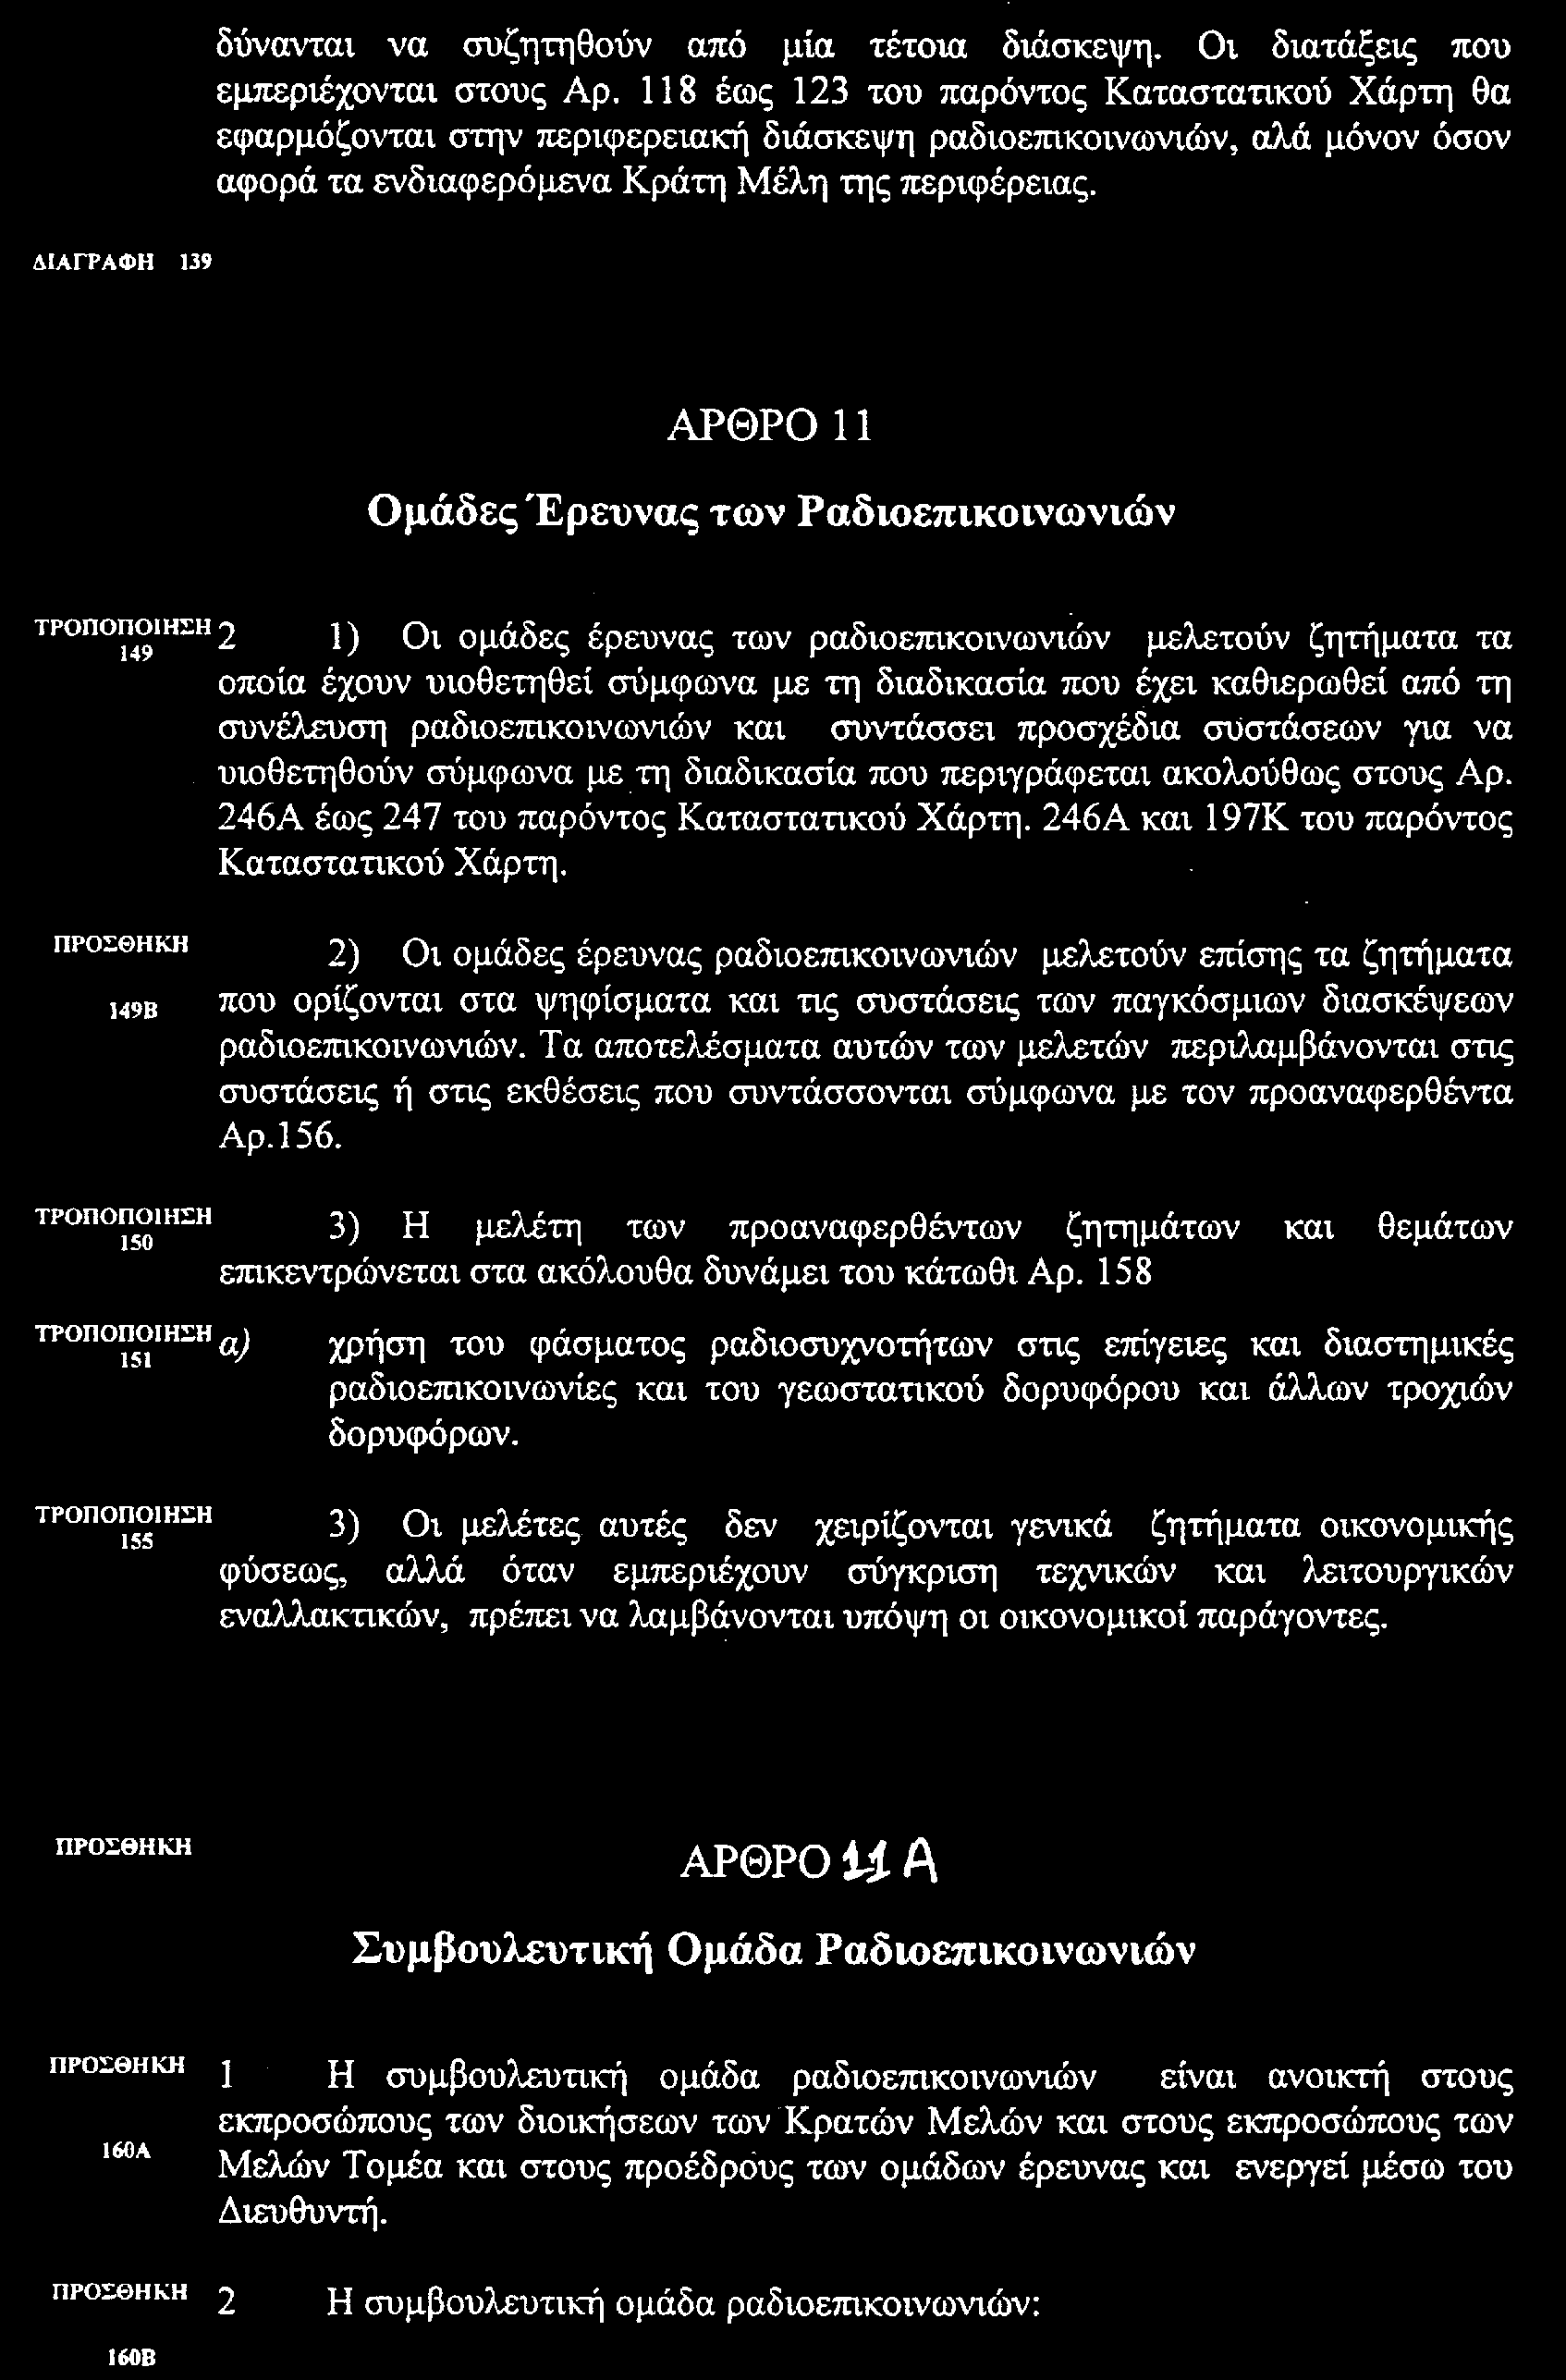 δύνανται να συζητηθούν από μία τέτοια διάσκεψη. Οι διατάξεις που
εμπεριέχονται στους Αρ. 118 έως 123 του παρόντος Καταστατικού Χάρτη θα
εφαρμόζονται στην περιφερειακή διάσκεψη ραδιοεπικοινωνιών, αλά μόνον όσον
αφορά τα ενδιαφερόμενα Κράτη Μέλη της περιφέρειας.
ΔΙΑΓΡΑΦΗ 139
ΑΡΘΡΟ 11
Ομάδες Έρευνας των Ραδιοεπικοινωνιών
ΤΡΟΠΟΠΟΙΗΣΗ 2 1) Οι ομάδες έρευνας των ραδιοεπικοινωνιών μελετούν ζητήματα τα
149
οποία έχουν υιοθετηθεί σύμφωνα με τη διαδικασία που έχει καθιερωθεί από τη
συνέλευση ραδιοεπικοινωνιών και συντάσσει προσχέδια συστάσεων για να
υιοθετηθούν σύμφωνα με τη διαδικασία που περιγράφεται ακολούθως στους Αρ.
246Α έως 247 του παρόντος Καταστατικού Χάρτη. 246Α και 197Κ του παρόντος
Καταστατικού Χάρτη.
ΠΡΟΣΘΗΚΗ 2) Οι ομάδες έρευνας ραδιοεπικοινωνιών μελετούν επίσης τα ζητήματα
149Β που ορίζονται στα ψηφίσματα και τις συστάσεις των παγκόσμιων διασκέψεων
ραδιοεπικοινωνιών. Τα αποτελέσματα αυτών των μελετών περιλαμβάνονται στις
συστάσεις ή στις εκθέσεις που συντάσσονται σύμφωνα με τον προαναφερθέντα
Αρ.156.
ΤΡΟΠΟΠΟΙΗΣΗ 3) Η μελέτη των προαναφερθέντων ζητημάτων και θεμάτων
150
επικεντρώνεται στα ακόλουθα δυνάμει του κάτωθι Αρ. 158
ΤΡΟΠΟΠΟΙΗΣΗ α) χρήση του φάσματος ραδιοσυχνοτήτων στις επίγειες και διαστημικές
151
ραδιοεπικοινωνίες και του γεωστατικού δορυφόρου και άλλων τροχιών
δορυφόρων.
ΤΡΟΠΟΠΟΙΗΣΗ 3) Οι μελέτες αυτές δεν χειρίζονται γενικά ζητήματα οικονομικής
155
φύσεως, αλλά όταν εμπεριέχουν σύγκριση τεχνικών και λειτουργικών
εναλλακτικών, πρέπει να λαμβάνονται υπόψη οι οικονομικοί παράγοντες.
ΠΡΟΣΘΗΚΗ ΑΡΘΡΟ 11 Α
Συμβουλευτική Ομάδα Ραδιοεπικοινωνιών
ΠΡΟΣΘΗΚΗ 1 Η συμβουλευτική ομάδα ραδιοεπικοινωνιών είναι ανοικτή στους
εκπροσώπους των διοικήσεων των Κρατών Μελών και στους εκπροσώπους των
160Α
Μελών Τομέα και στους προέδρους των ομάδων έρευνας και ενεργεί μέσω του
Διευθυντή.
ΠΡΟΣΘΗΚΗ 2 Η συμβουλευτική ομάδα ραδιοεπικοινωνιών:
160Β